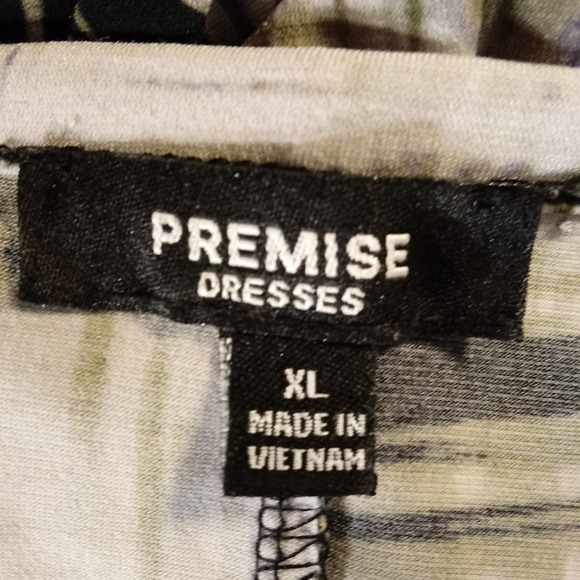 PREMISE
DRESSES
XL
MADE IN
VIETNAM